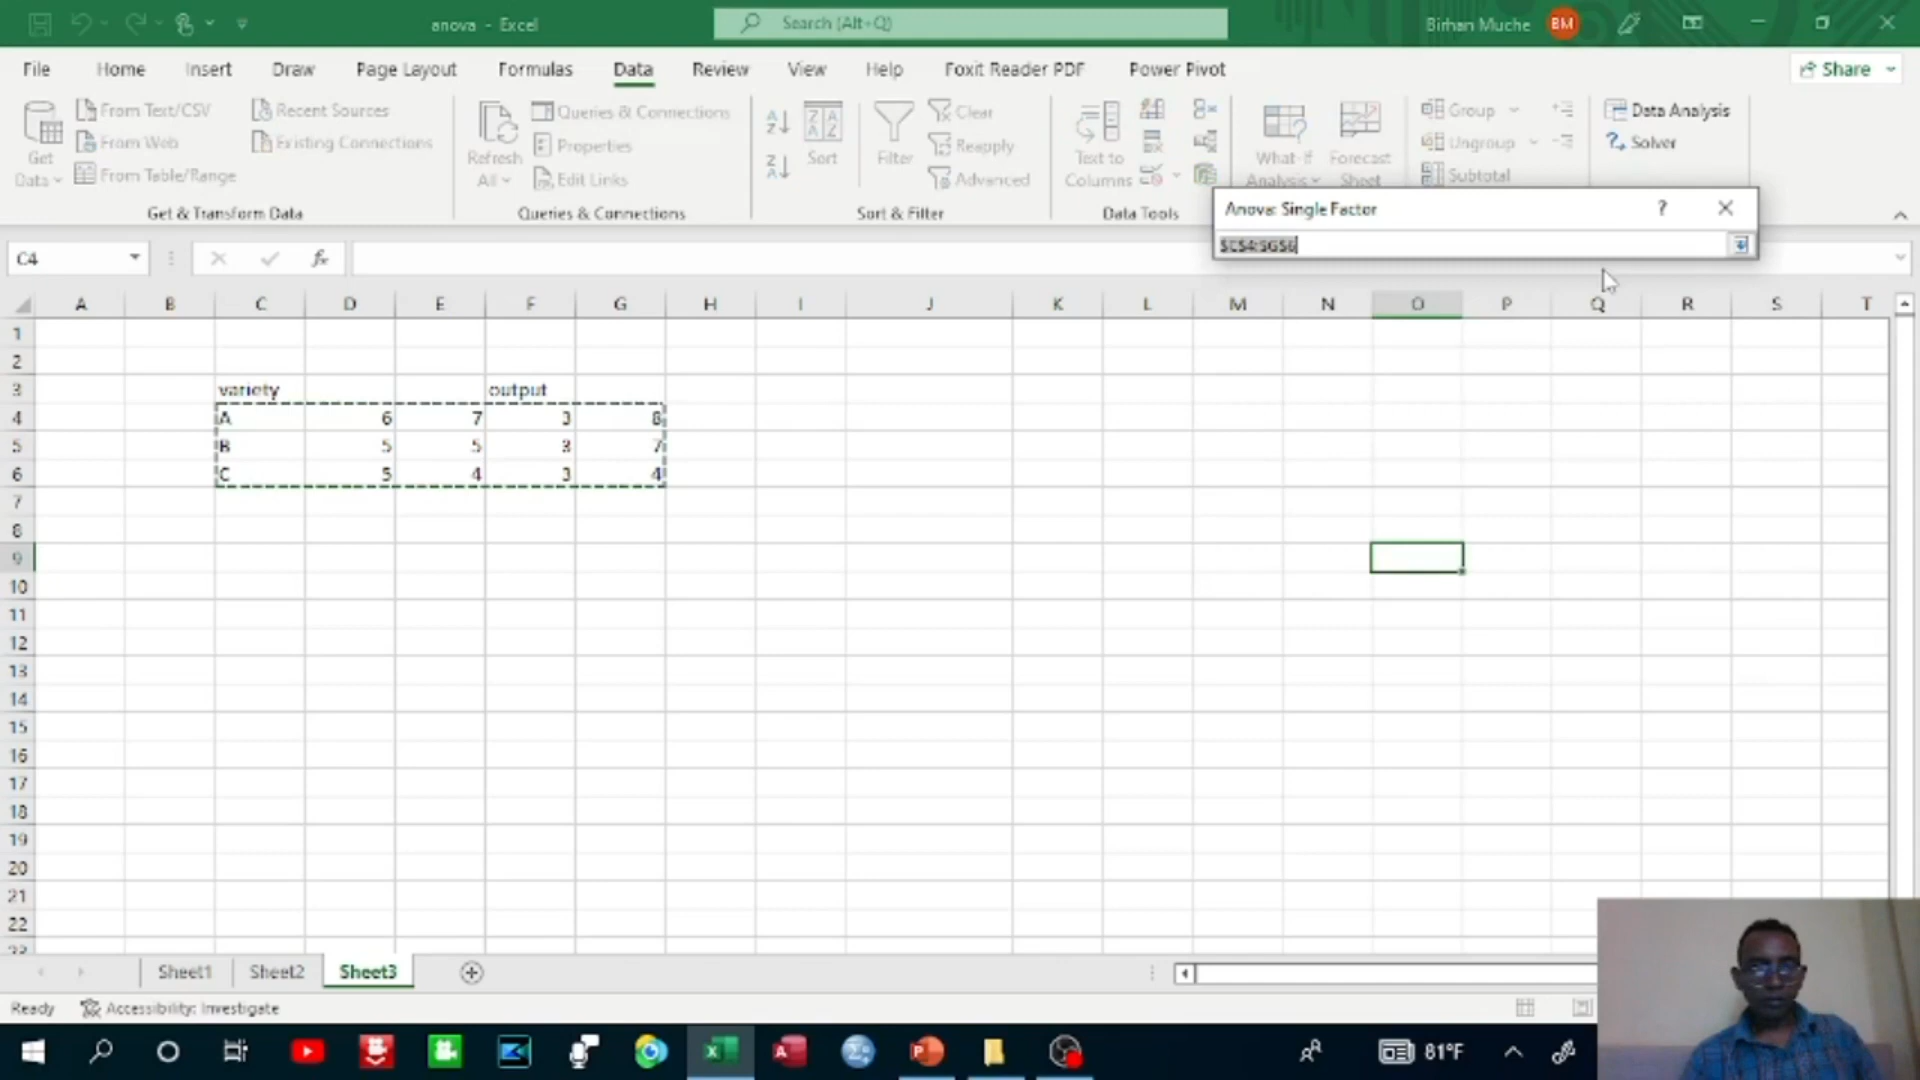 anova - Excel
Search (Alt+Q)
Birhan Muche
BM
File Home Insert Draw Page Layout Formulas Data Review View Help Foxit Reader PDF Power Pivot
Share
Get Data
From Text/CSV
From Web
From Table/Range
Recent Sources
Existing Connections
Get & Transform Data
Refresh All
Queries & Connections
Properties
Edit Links
Queries & Connections
Sort
Filter
Clear
Reapply
Advanced
Sort & Filter
Text to Columns
Data Tools
What-If Analysis
Forecast Sheet
Group
Ungroup
Subtotal
Data Analysis
Solver
Anova: Single Factor
?
$C$4:$G$6
C4
fx
A B C D E F G H I J K L M N O P Q R S T
1
2
3 variety output
4 A 6 7 3 8
5 B 5 5 3 7
6 C 5 4 3 4
7
8
9
10
11
12
13
14
15
16
17
18
19
20
21
22
Sheet1 Sheet2 Sheet3
Ready
Accessibility: Investigate
81°F